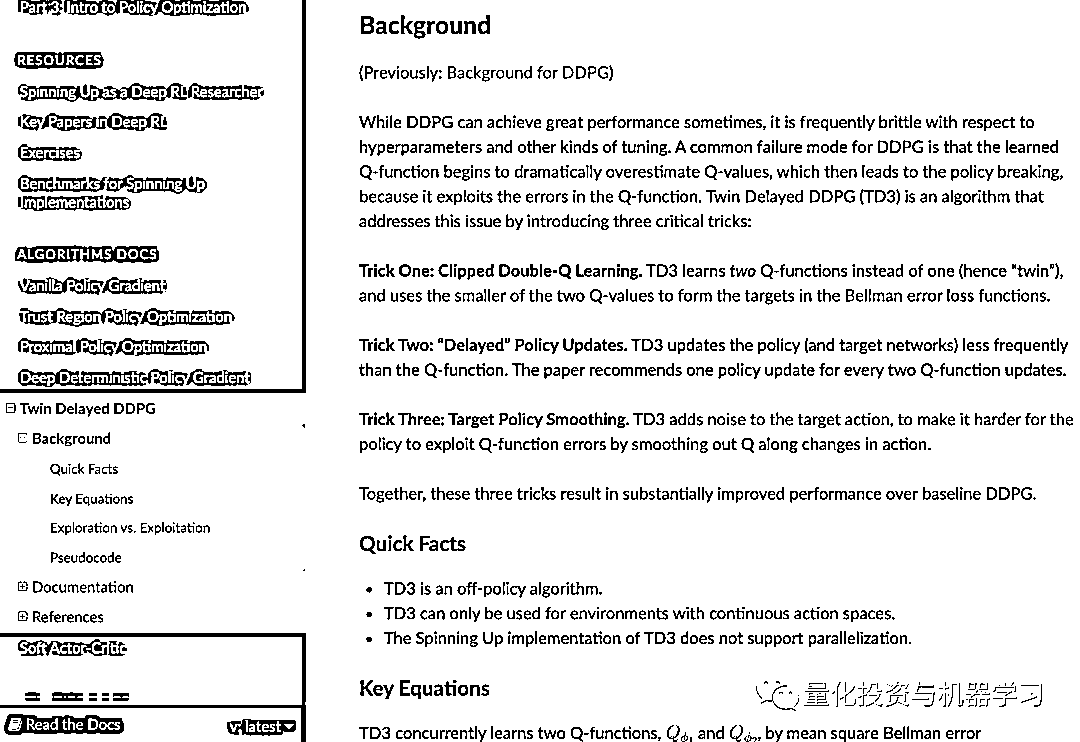 Part 3: Intro to Policy Optimization
RESOURCES
Spinning Up as a Deep RL Researcher
Key Papers in Deep RL
Exercises
Benchmarks for Spinning Up
Implementations
ALGORITHMS DOCS
Vanilla Policy Gradient
Trust Region Policy Optimization
Proximal Policy Optimization
Deep Deterministic Policy Gradient
Twin Delayed DDPG
Background
Quick Facts
Key Equations
Exploration vs. Exploitation
Pseudocode
Documentation
References
Soft Actor-Critic
Read the Docs
v: latest
Background
(Previously: Background for DDPG)
While DDPG can achieve great performance sometimes, it is frequently brittle with respect to
hyperparameters and other kinds of tuning. A common failure mode for DDPG is that the learned
Q-function begins to dramatically overestimate Q-values, which then leads to the policy breaking,
because it exploits the errors in the Q-function. Twin Delayed DDPG (TD3) is an algorithm that
addresses this issue by introducing three critical tricks:
Trick One: Clipped Double-Q Learning. TD3 learns two Q-functions instead of one (hence "twin"),
and uses the smaller of the two Q-values to form the targets in the Bellman error loss functions.
Trick Two: "Delayed" Policy Updates. TD3 updates the policy (and target networks) less frequently
than the Q-function. The paper recommends one policy update for every two Q-function updates.
Trick Three: Target Policy Smoothing. TD3 adds noise to the target action, to make it harder for the
policy to exploit Q-function errors by smoothing out Q along changes in action.
Together, these three tricks result in substantially improved performance over baseline DDPG.
Quick Facts
• TD3 is an off-policy algorithm.
• TD3 can only be used for environments with continuous action spaces.
• The Spinning Up implementation of TD3 does not support parallelization.
Key Equations
TD3 concurrently learns two Q-functions, Qϕ₁ and Qϕ₂, by mean square Bellman error
量化投资与机器学习